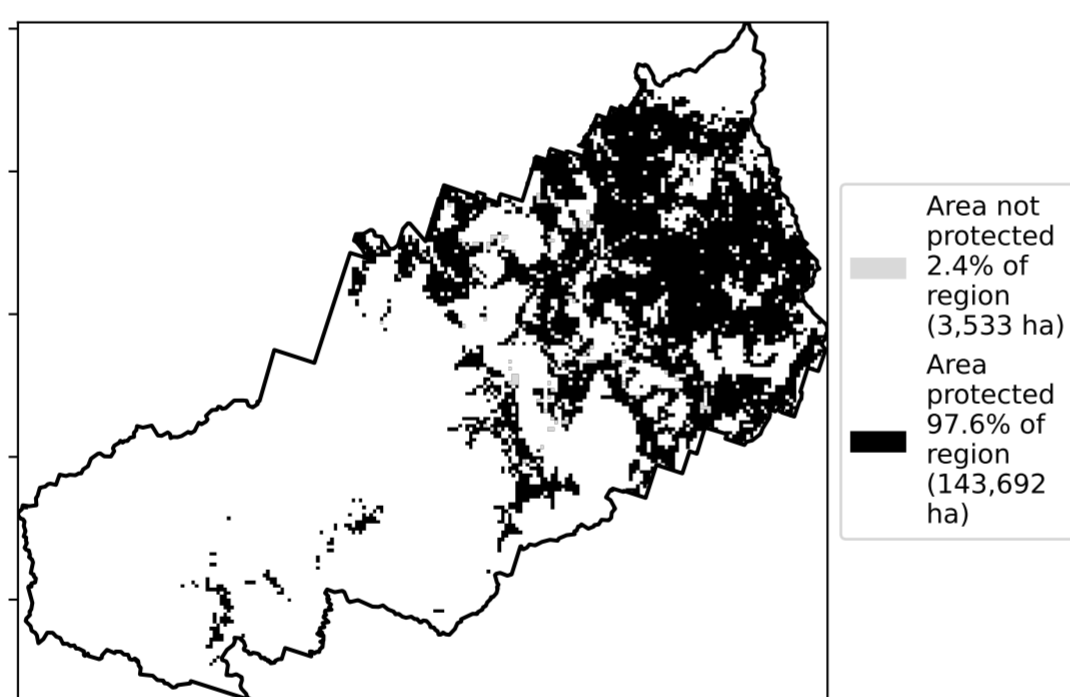 Area not
protected
2.4% of
region
(3,533 ha)
Area
protected
97.6% of
region
(143,692
ha)